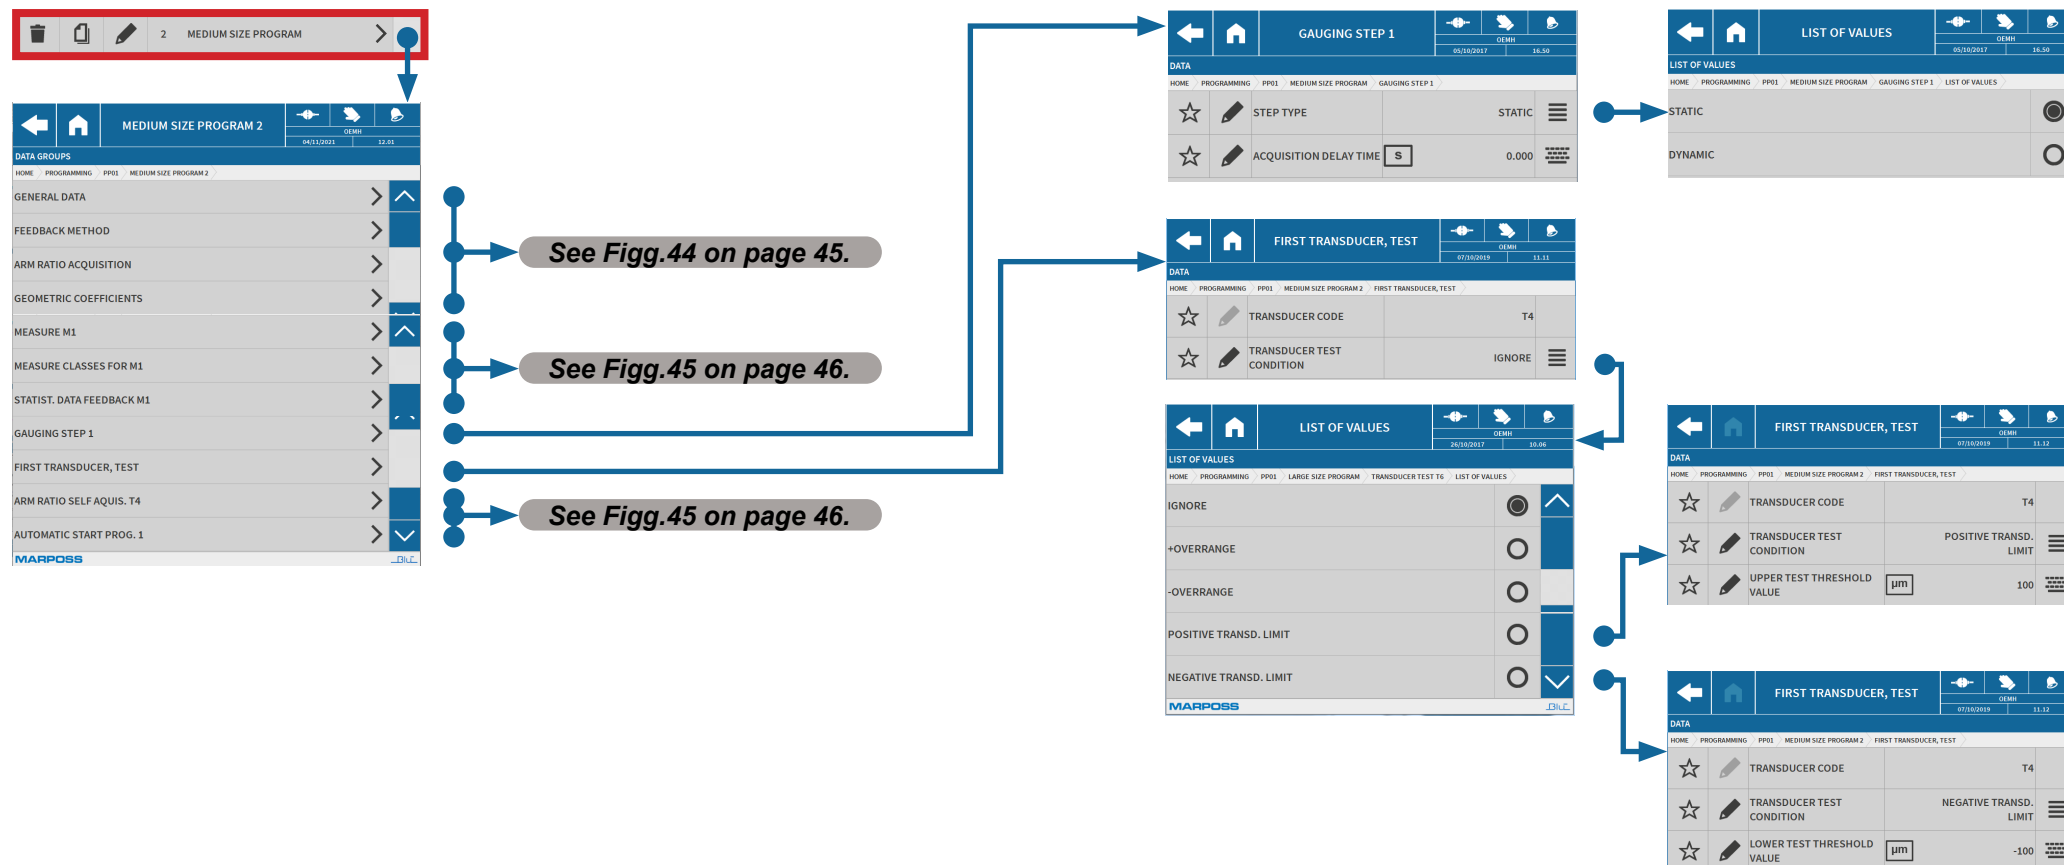 2 MEDIUM SIZE PROGRAM
MEDIUM SIZE PROGRAM 2
OEMH
04/11/2021 12.01
DATA GROUPS
HOME PROGRAMMING PP01 MEDIUM SIZE PROGRAM 2
GENERAL DATA
FEEDBACK METHOD
ARM RATIO ACQUISITION
GEOMETRIC COEFFICIENTS
MEASURE M1
MEASURE CLASSES FOR M1
STATIST. DATA FEEDBACK M1
GAUGING STEP 1
FIRST TRANSDUCER, TEST
ARM RATIO SELF AQUIS. T4
AUTOMATIC START PROG. 1
MARPOSS BLÚ
See Figg.44 on page 45.
See Figg.45 on page 46.
See Figg.45 on page 46.
GAUGING STEP 1
OEMH
05/10/2017 16.50
DATA
HOME PROGRAMMING PP01 MEDIUM SIZE PROGRAM GAUGING STEP 1
STEP TYPE STATIC
ACQUISITION DELAY TIME S 0.000
LIST OF VALUES
OEMH
05/10/2017 16.50
LIST OF VALUES
HOME PROGRAMMING PP01 MEDIUM SIZE PROGRAM GAUGING STEP 1 LIST OF VALUES
STATIC
DYNAMIC
FIRST TRANSDUCER, TEST
OEMH
07/10/2019 11.11
DATA
HOME PROGRAMMING PP01 MEDIUM SIZE PROGRAM 2 FIRST TRANSDUCER, TEST
TRANSDUCER CODE T4
TRANSDUCER TEST
CONDITION IGNORE
LIST OF VALUES
OEMH
26/10/2017 10.06
LIST OF VALUES
HOME PROGRAMMING PP01 LARGE SIZE PROGRAM TRANSDUCER TEST T6 LIST OF VALUES
IGNORE
+OVERRANGE
-OVERRANGE
POSITIVE TRANSD. LIMIT
NEGATIVE TRANSD. LIMIT
MARPOSS BLÚ
FIRST TRANSDUCER, TEST
OEMH
07/10/2019 11.12
DATA
HOME PROGRAMMING PP01 MEDIUM SIZE PROGRAM 2 FIRST TRANSDUCER, TEST
TRANSDUCER CODE T4
TRANSDUCER TEST POSITIVE TRANSD.
CONDITION LIMIT
UPPER TEST THRESHOLD
VALUE µm 100
FIRST TRANSDUCER, TEST
OEMH
07/10/2019 11.12
DATA
HOME PROGRAMMING PP01 MEDIUM SIZE PROGRAM 2 FIRST TRANSDUCER, TEST
TRANSDUCER CODE T4
TRANSDUCER TEST NEGATIVE TRANSD.
CONDITION LIMIT
LOWER TEST THRESHOLD
VALUE µm -100